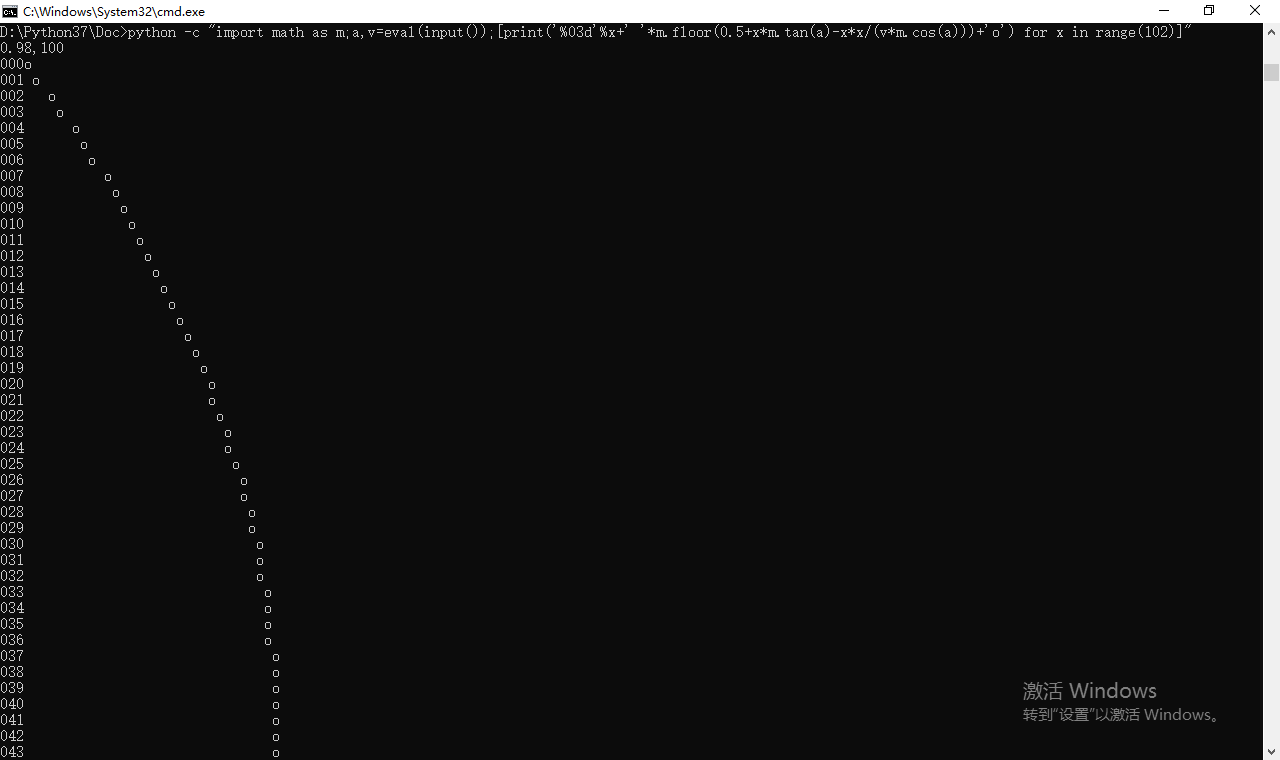 C:\Windows\System32\cmd.exe
D:\Python37\Doc>python -c "import math as m;a,v=eval(input());[print('%03d'%x+' '*m.floor(0.5+x*m.tan(a)-x*x/(v*m.cos(a)))+'o') for x in range(102)]"
0.98,100
000o
001 o
002   o
003    o
004      o
005       o
006        o
007          o
008           o
009            o
010             o
011              o
012               o
013                o
014                 o
015                  o
016                   o
017                    o
018                     o
019                      o
020                       o
021                       o
022                        o
023                         o
024                         o
025                          o
026                           o
027                           o
028                            o
029                            o
030                             o
031                             o
032                             o
033                              o
034                              o
035                              o
036                              o
037                               o
038                               o
039                               o
040                               o
041                               o
042                               o
043                               o
激活 Windows
转到“设置”以激活 Windows。